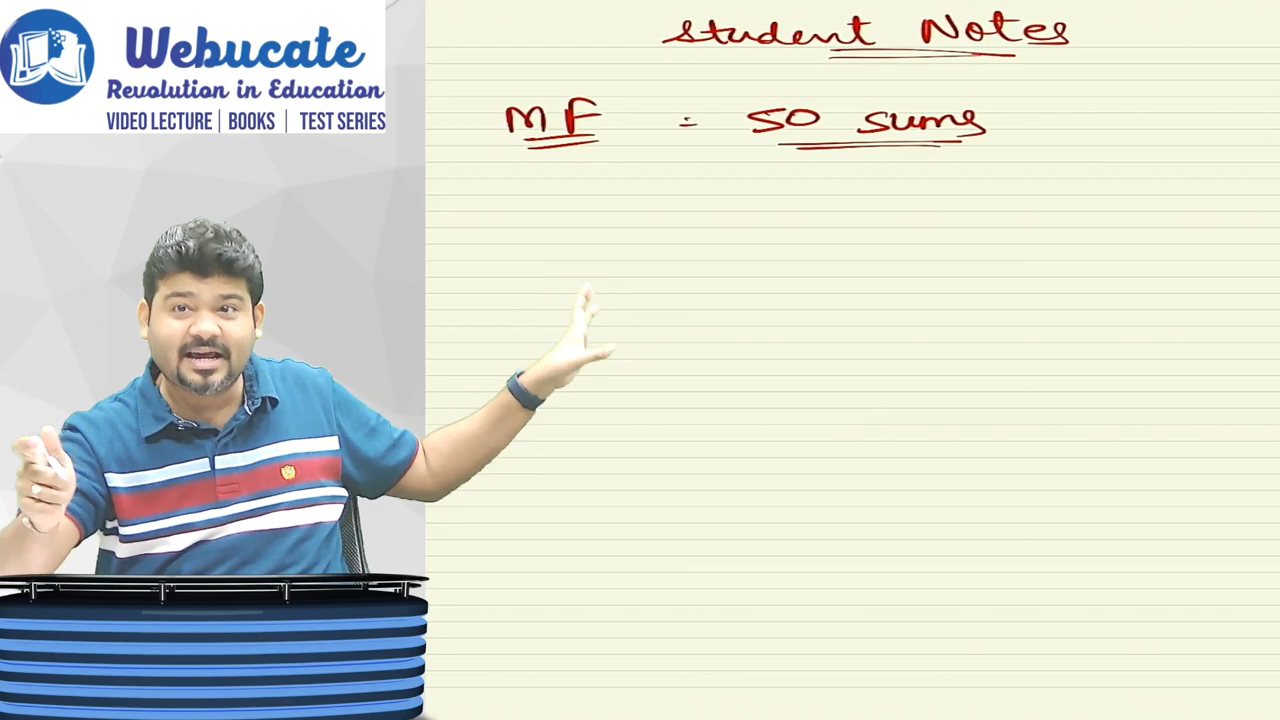 Webucate
Revolution in Education
VIDEO LECTURE | BOOKS | TEST SERIES
Student Notes
MF = 50 sums